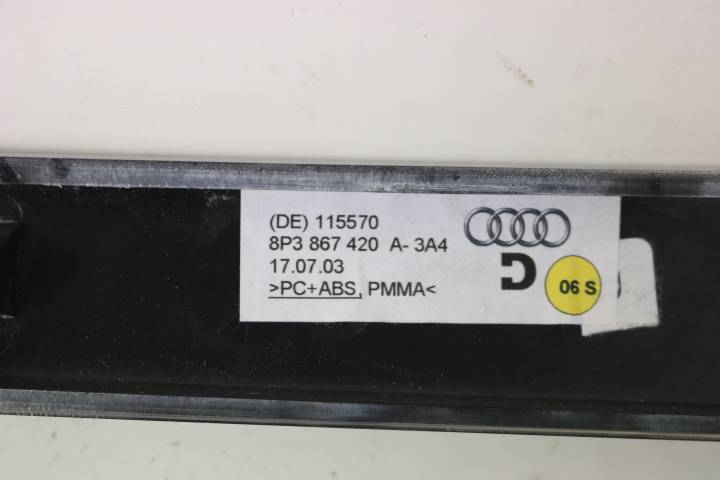 (DE) 115570
8P3 867 420 A- 3A4
17.07.03
>PC+ABS, PMMA<
06 S